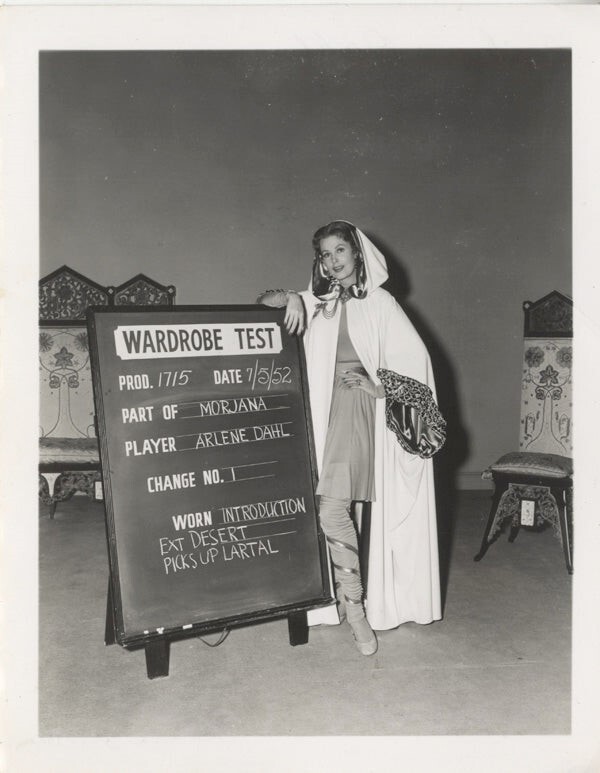 WARDROBE TEST
PROD. 1715 DATE 7/5/52
PART OF MORJANA
PLAYER ARLENE DAHL
CHANGE NO. 1
WORN INTRODUCTION
EXT DESERT
PICKS UP LARTAL